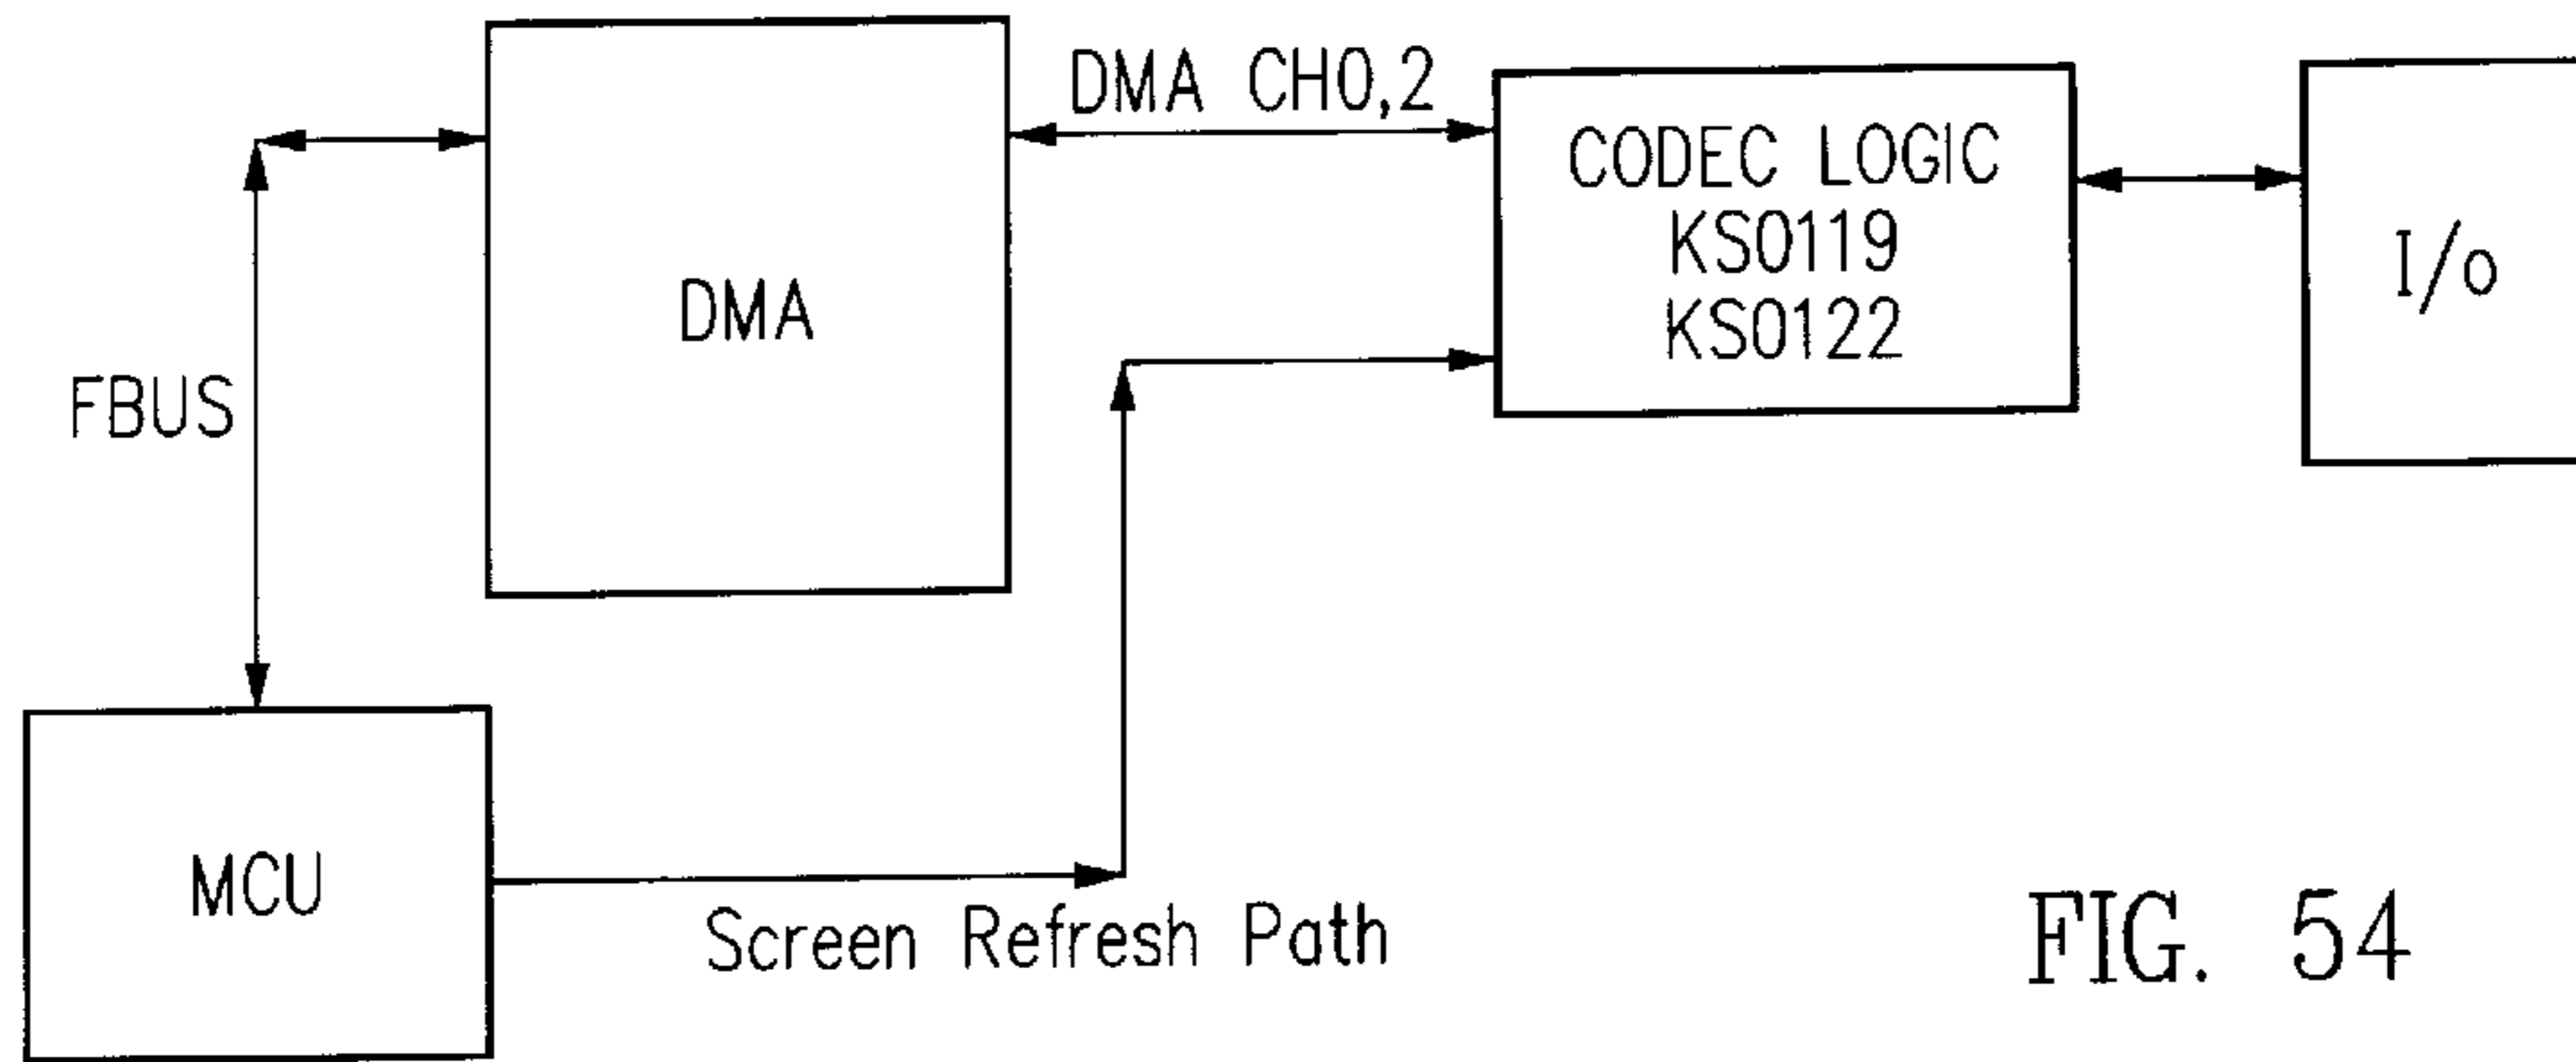 DMA CH0,2
CODEC LOGIC
KS0119
KS0122
I/o
DMA
FBUS
MCU
Screen Refresh Path
FIG. 54